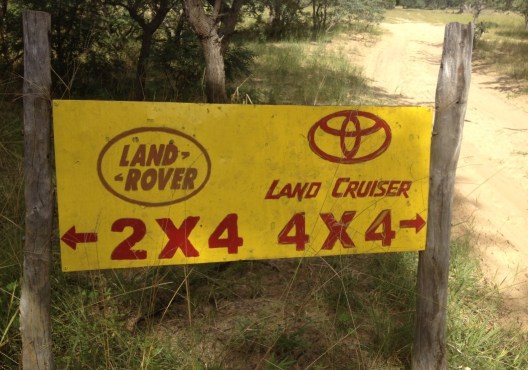 LAND
ROVER
LAND CRUISER
2X4 4X4